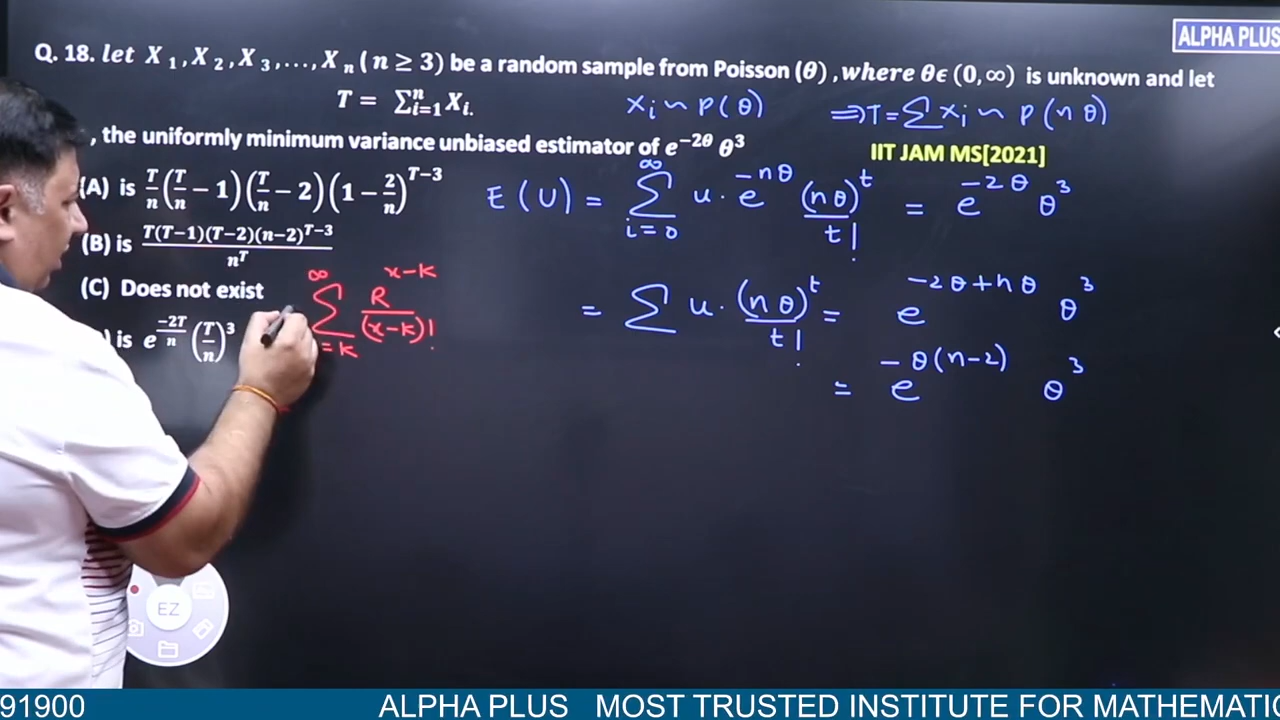 ALPHA PLUS
Q. 18. let X₁, X₂, X₃, ..., Xₙ (n ≥ 3) be a random sample from Poisson (θ), where θϵ (0, ∞) is unknown and let
T = ∑ⁿᵢ₌₁ Xᵢ.
Xi ~ P(θ) ⇒ T = ∑ Xi ~ P(nθ)
, the uniformly minimum variance unbiased estimator of e^{-2θ} θ³
IIT JAM MS[2021]
(A) is T/n (T/n − 1) (T/n − 2) (1 − 2/n)^{T−3}
E(U) = ∑_{i=0}^{∞} u · e^{-nθ} (nθ)^t / t! = e^{-2θ} θ³
(B) is T(T−1)(T−2)(n−2)^{T−3} / n^T
(C) Does not exist
∑_{=k}^{∞} R^{x-k} / (x-k)!
= ∑ u · (nθ)^t / t! = e^{-2θ+nθ} θ³
) is e^{-2T/n} (T/n)³
= e^{-θ(n-2)} θ³
EZ
91900 ALPHA PLUS MOST TRUSTED INSTITUTE FOR MATHEMATIC